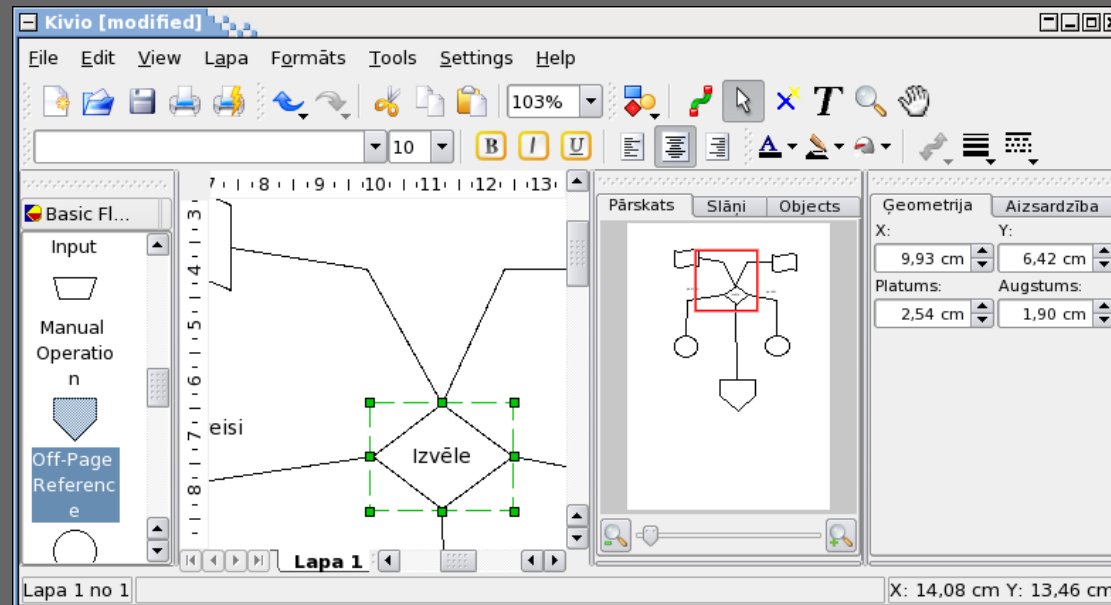 Kivio [modified]
File Edit View Lapa Formāts Tools Settings Help
103%
10 B I U
Basic Fl...
Input
Manual
Operatio
n
Off-Page
Referenc
e
7 8 9 10 11 12 13
3
4
5
6
7
8
eisi
Izvēle
Lapa 1
Pārskats Slāņi Objects
Ģeometrija Aizsardzība
X: Y:
9,93 cm 6,42 cm
Platums: Augstums:
2,54 cm 1,90 cm
Lapa 1 no 1
X: 14,08 cm Y: 13,46 cm